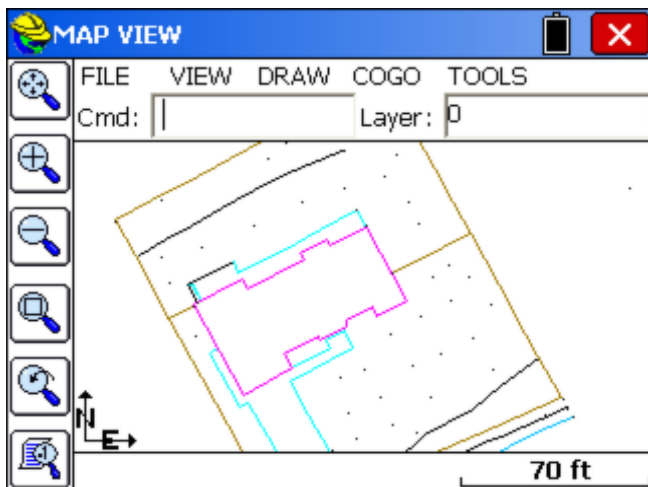 MAP VIEW
FILE VIEW DRAW COGO TOOLS
Cmd: Layer: 0
N
E
70 ft